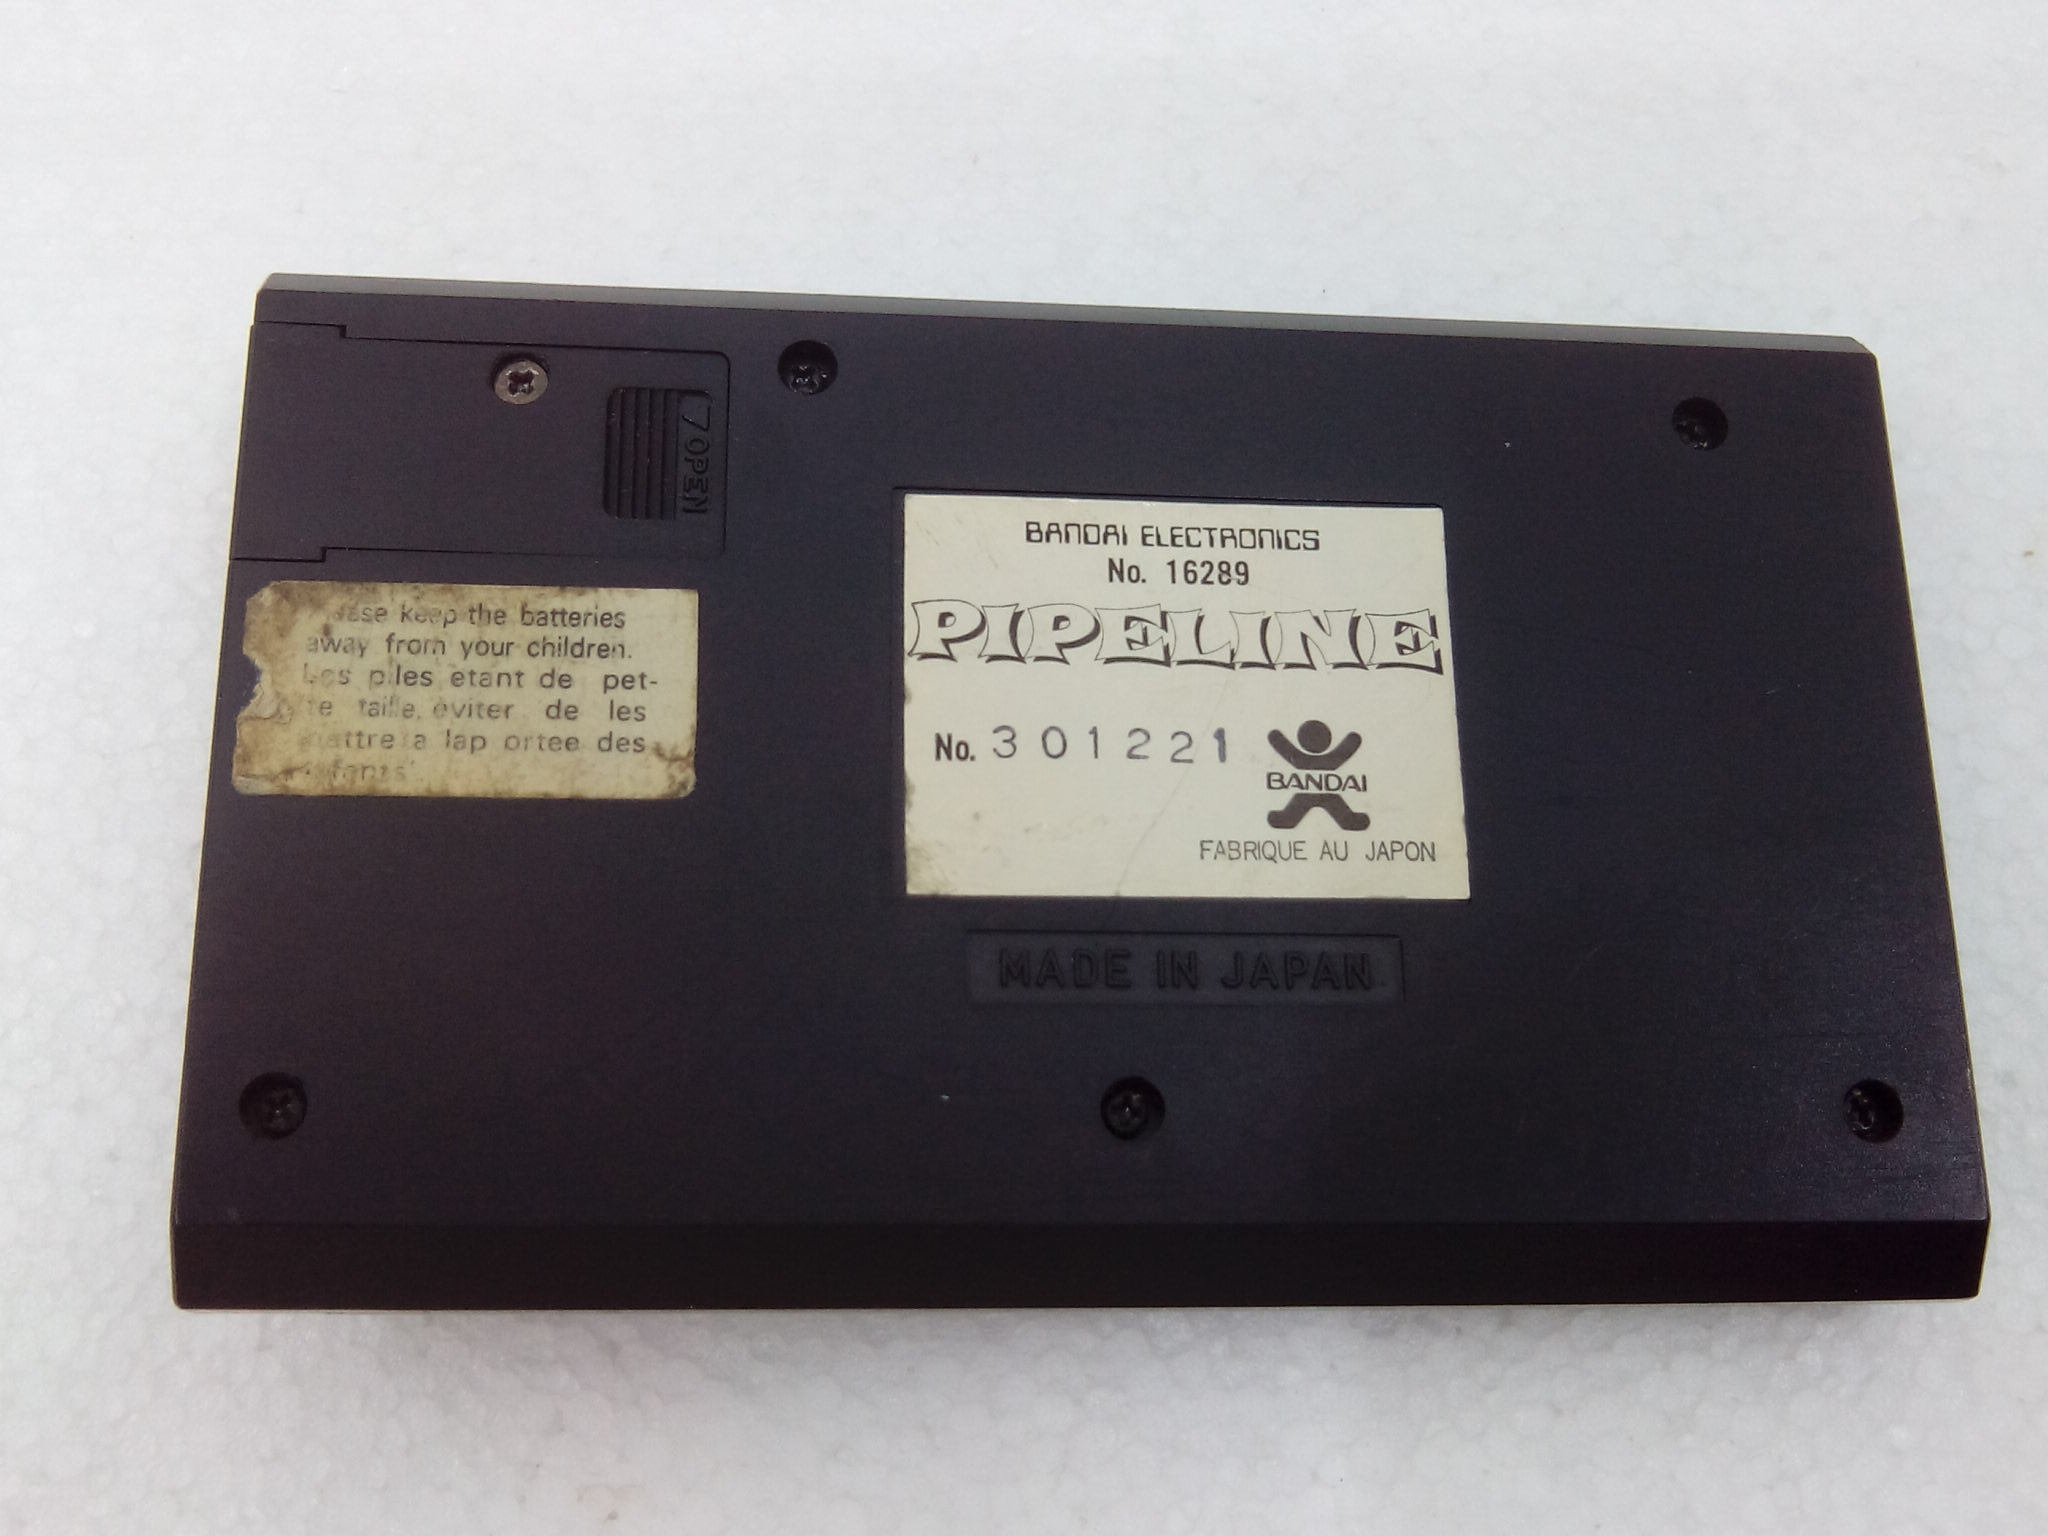 OPEN
keep the batteries
away from your children.
Les piles etant de pet-
te taille, eviter de les
mettre a lap ortee des
BANDAI ELECTRONICS
No. 16289
PIPELINE
No. 301221
BANDAI
FABRIQUE AU JAPON
MADE IN JAPAN